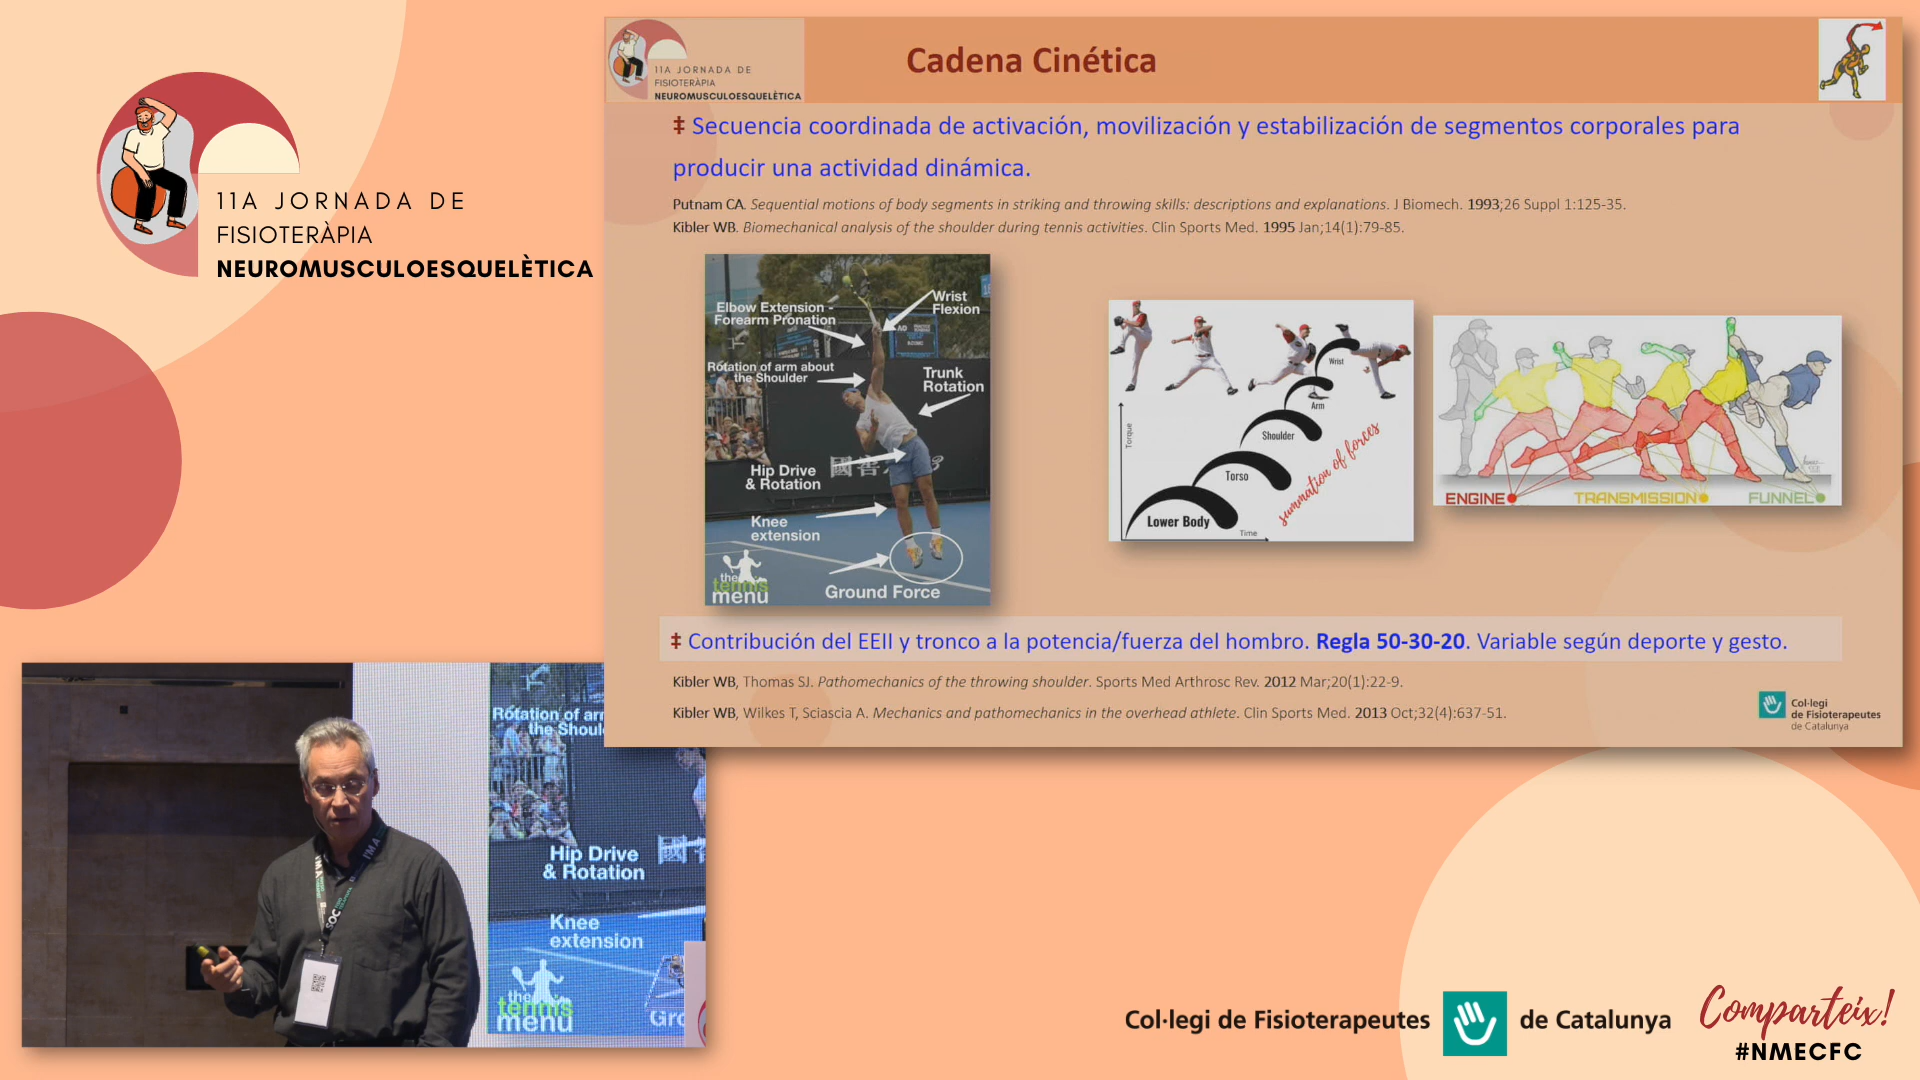 11A JORNADA DE
FISIOTERÀPIA
NEUROMUSCULOESQUELÈTICA
11A JORNADA DE
FISIOTERÀPIA
NEUROMUSCULOESQUELÈTICA
Cadena Cinética
‡ Secuencia coordinada de activación, movilización y estabilización de segmentos corporales para
producir una actividad dinámica.
Putnam CA. Sequential motions of body segments in striking and throwing skills: descriptions and explanations. J Biomech. 1993;26 Suppl 1:125-35.
Kibler WB. Biomechanical analysis of the shoulder during tennis activities. Clin Sports Med. 1995 Jan;14(1):79-85.
Elbow Extension -
Forearm Pronation
Wrist
Flexion
Rotation of arm about
the Shoulder
Trunk
Rotation
Hip Drive
& Rotation
Knee
extension
Ground Force
the
tennis
menu
Torque
Wrist
Arm
Shoulder
Torso
Lower Body
Time
summation of forces
ENGINE
TRANSMISSION
FUNNEL
‡ Contribución del EEII y tronco a la potencia/fuerza del hombro. Regla 50-30-20. Variable según deporte y gesto.
Kibler WB, Thomas SJ. Pathomechanics of the throwing shoulder. Sports Med Arthrosc Rev. 2012 Mar;20(1):22-9.
Kibler WB, Wilkes T, Sciascia A. Mechanics and pathomechanics in the overhead athlete. Clin Sports Med. 2013 Oct;32(4):637-51.
Col·legi
de Fisioterapeutes
de Catalunya
Rotation of arm
the Shoul
Hip Drive
& Rotation
Knee
extension
the
tennis
menu
Gro
Col·legi de Fisioterapeutes de Catalunya
Comparteix!
#NMECFC